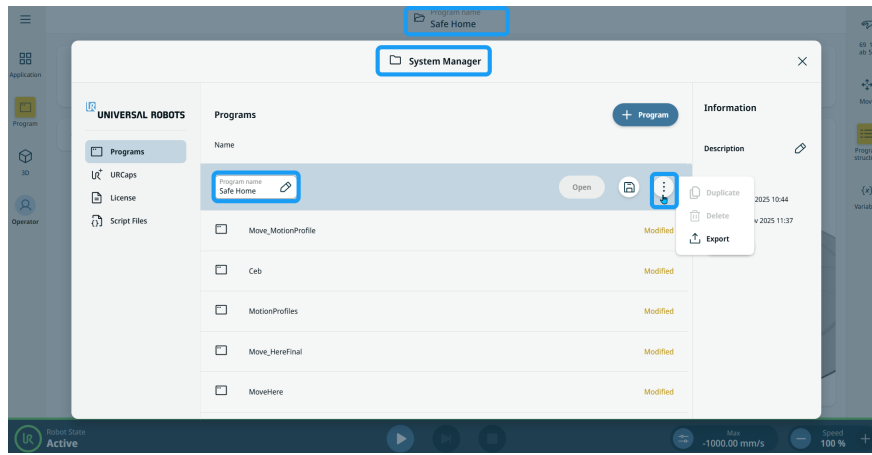 Program name
Safe Home
System Manager
Application
Program
3D
Operator
UNIVERSAL ROBOTS
Programs
URCaps
License
Script Files
Programs
+ Program
Name
Program name
Safe Home
Open
Move_MotionProfile
Modified
Ceb
Modified
MotionProfiles
Modified
Move_HereFinal
Modified
MoveHere
Modified
Information
Description
2025 10:44
2025 11:37
Duplicate
Delete
Export
Robot State
Active
Max
-1000.00 mm/s
Speed
100 %